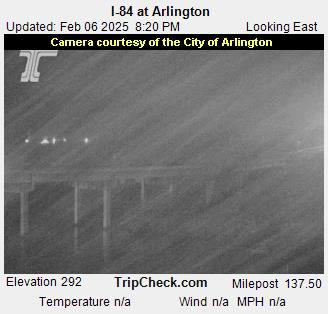 I-84 at Arlington
Updated: Feb 06 2025 8:20 PM Looking East
Camera courtesy of the City of Arlington
Elevation 292 TripCheck.com Milepost 137.50
Temperature n/a Wind n/a MPH n/a